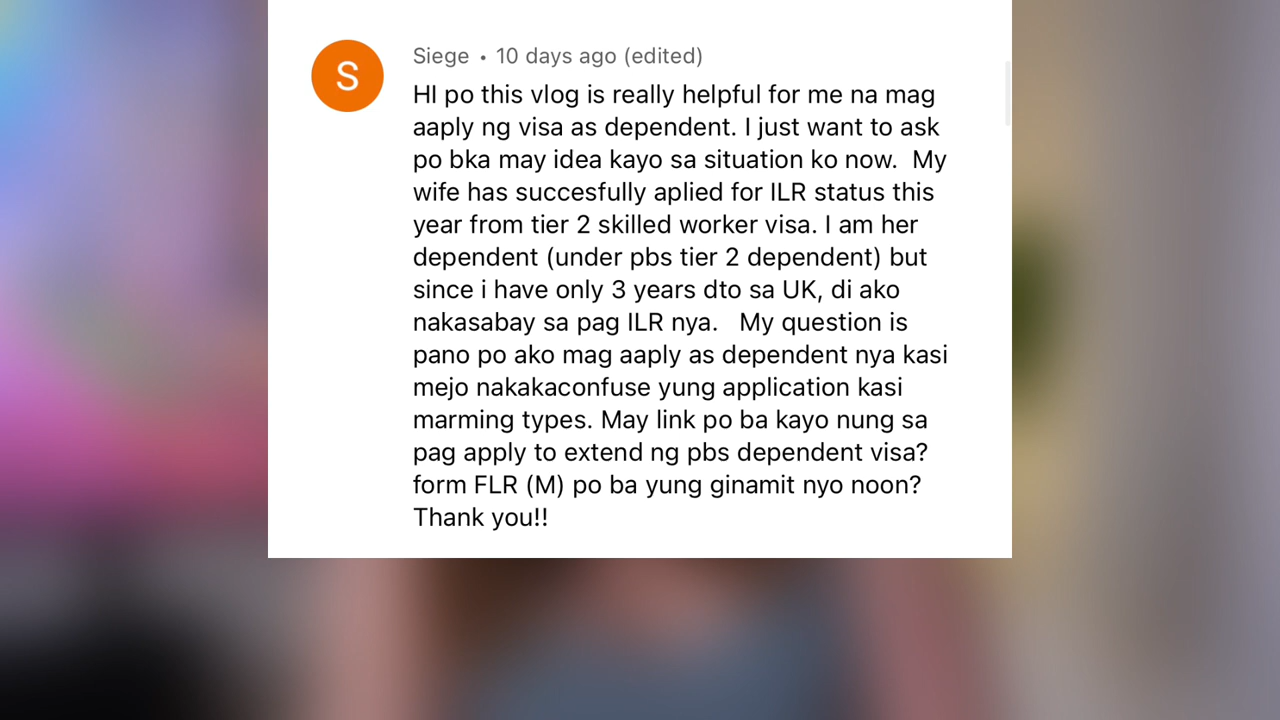 S
Siege • 10 days ago (edited)
HI po this vlog is really helpful for me na mag
aaply ng visa as dependent. I just want to ask
po bka may idea kayo sa situation ko now.  My
wife has succesfully aplied for ILR status this
year from tier 2 skilled worker visa. I am her
dependent (under pbs tier 2 dependent) but
since i have only 3 years dto sa UK, di ako
nakasabay sa pag ILR nya.   My question is
pano po ako mag aaply as dependent nya kasi
mejo nakakaconfuse yung application kasi
marming types. May link po ba kayo nung sa
pag apply to extend ng pbs dependent visa?
form FLR (M) po ba yung ginamit nyo noon?
Thank you!!